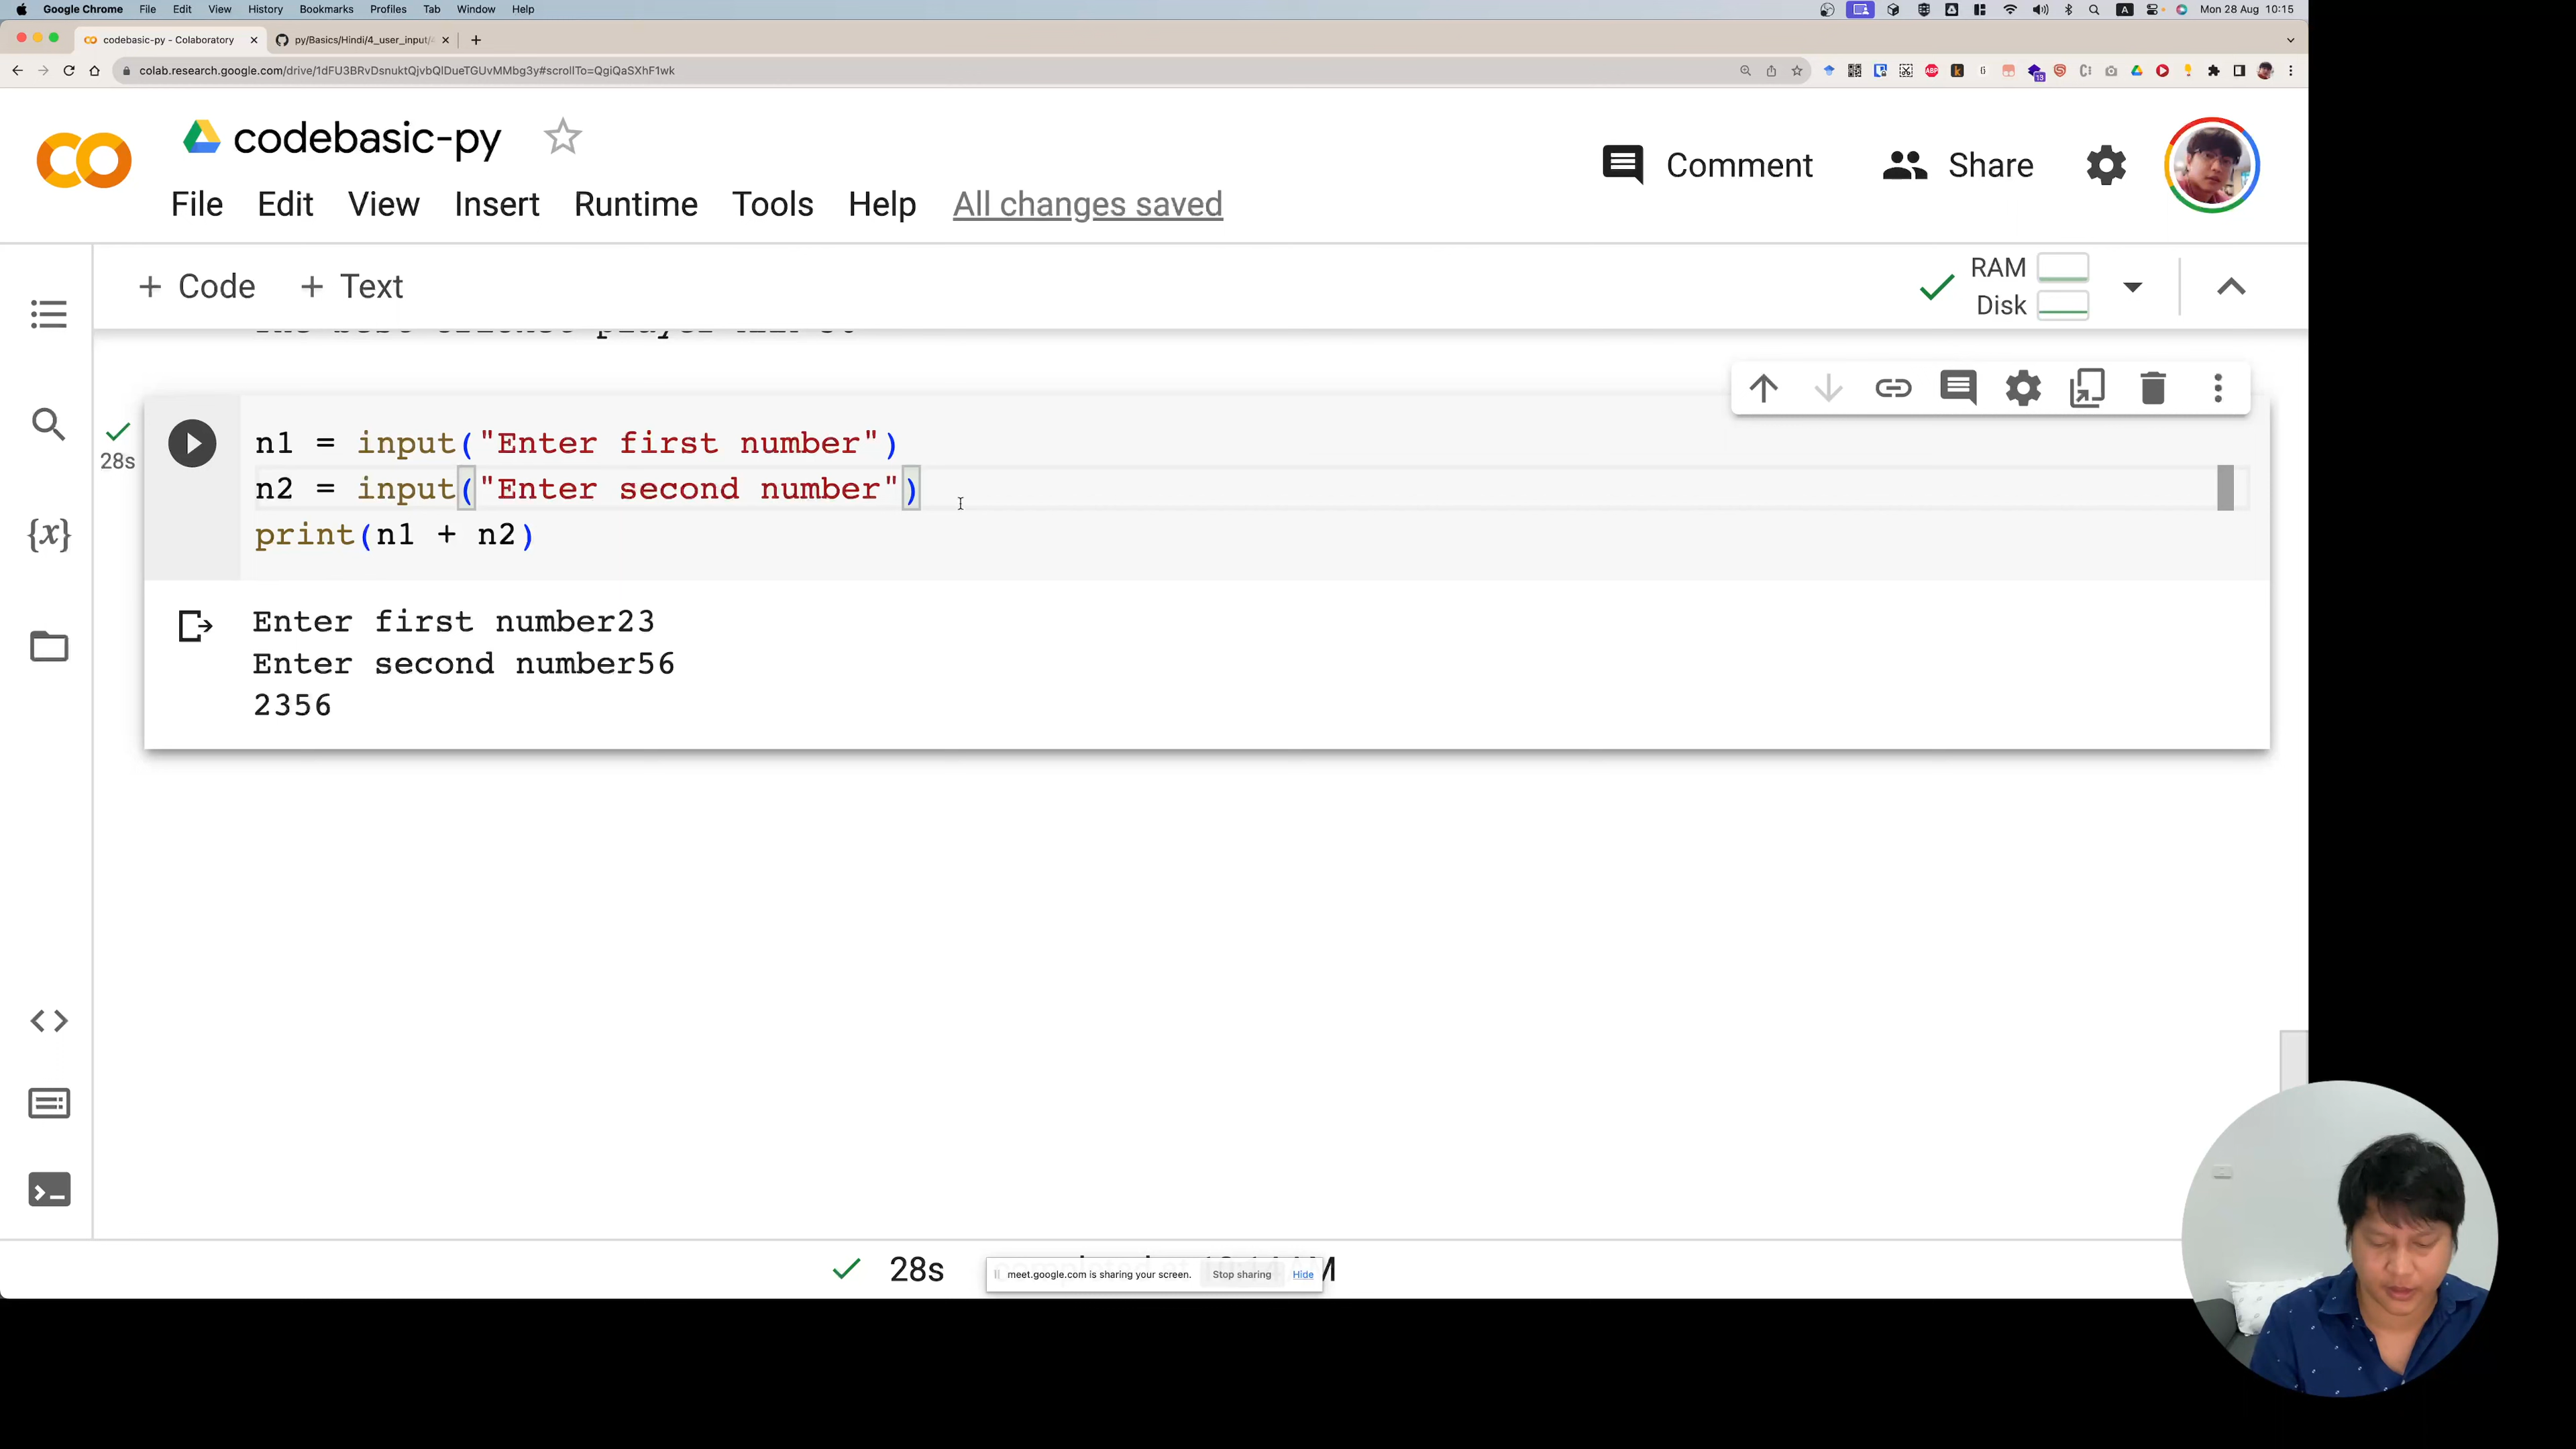 Google Chrome File Edit View History Bookmarks Profiles Tab Window Help Mon 28 Aug 10:15
codebasic-py - Colaboratory py/Basics/Hindi/4_user_input/
colab.research.google.com/drive/1dFU3BRvDsnuktQjvbQlDueTGUvMMbg3y#scrollTo=QgiQaSXhF1wk
codebasic-py
Comment Share
File Edit View Insert Runtime Tools Help All changes saved
+ Code + Text
RAM
Disk
n1 = input("Enter first number")
28s
n2 = input("Enter second number")
print(n1 + n2)
Enter first number23
Enter second number56
2356
28s
meet.google.com is sharing your screen. Stop sharing Hide